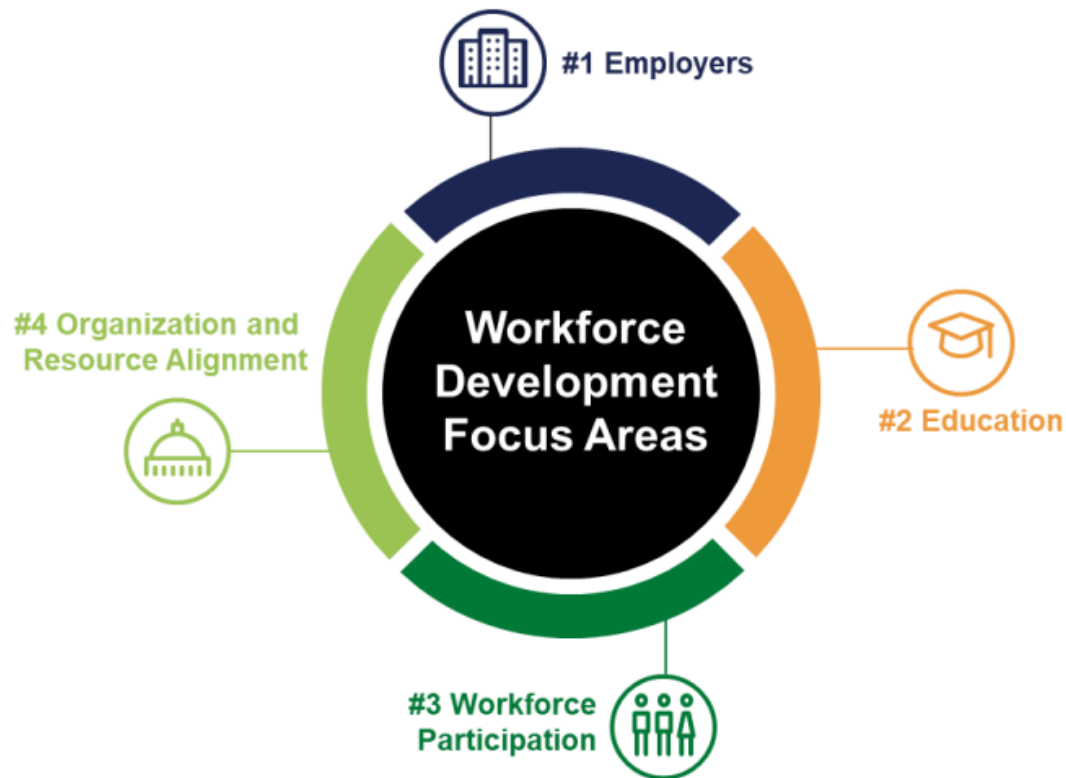 #1 Employers
Workforce
Development
Focus Areas
#2 Education
#3 Workforce
Participation
#4 Organization and
Resource Alignment